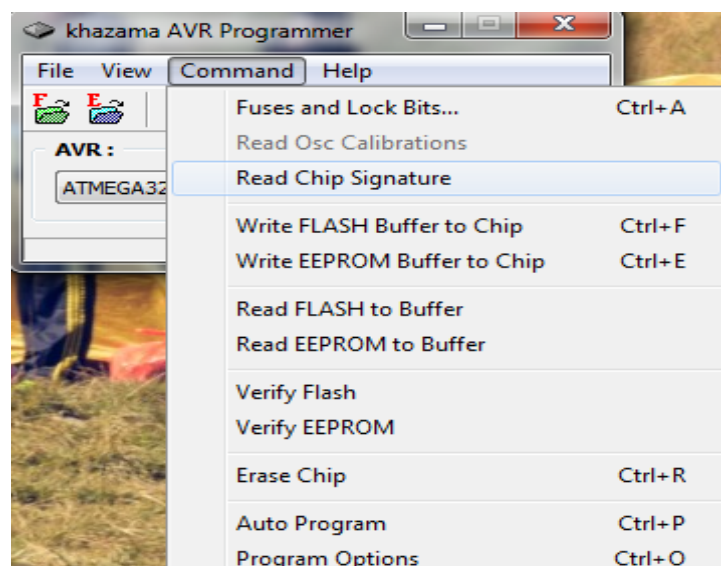 khazama AVR Programmer
File View Command Help
AVR :
ATMEGA32
Fuses and Lock Bits... Ctrl+A
Read Osc Calibrations
Read Chip Signature
Write FLASH Buffer to Chip Ctrl+F
Write EEPROM Buffer to Chip Ctrl+E
Read FLASH to Buffer
Read EEPROM to Buffer
Verify Flash
Verify EEPROM
Erase Chip Ctrl+R
Auto Program Ctrl+P
Program Options Ctrl+O